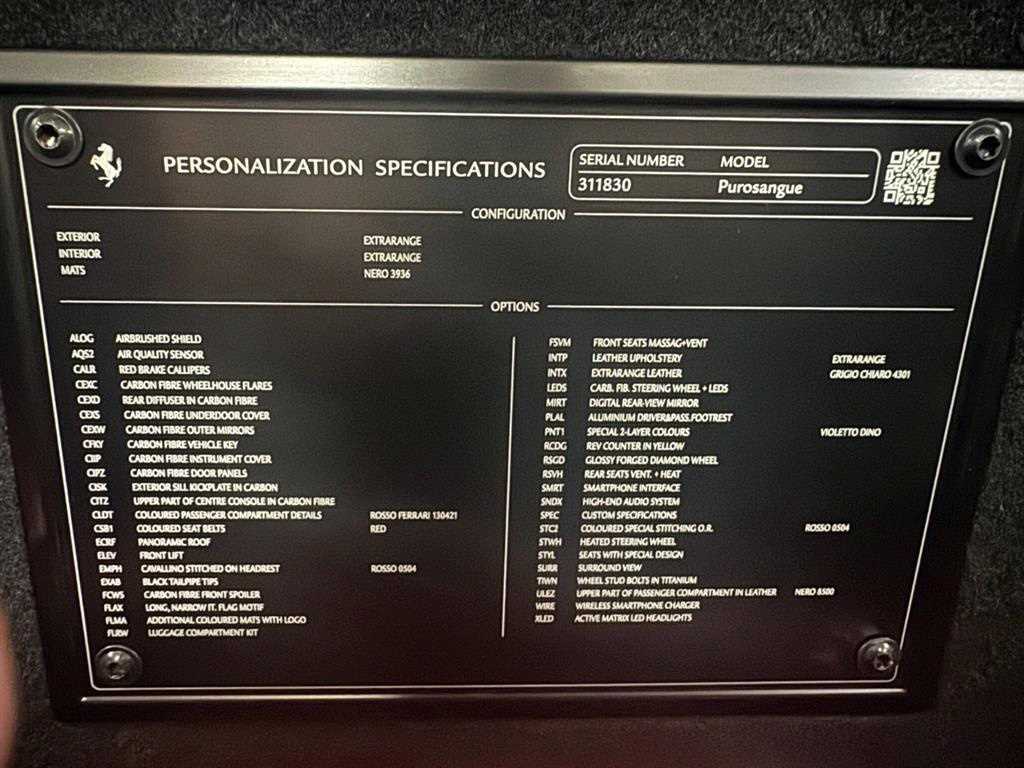 PERSONALIZATION SPECIFICATIONS
SERIAL NUMBER MODEL
311830 Purosangue
CONFIGURATION
EXTERIOR EXTRARANGE
INTERIOR EXTRARANGE
MATS NERO 3936
OPTIONS
ALOG AIRBRUSHED SHIELD
AQS2 AIR QUALITY SENSOR
CALR RED BRAKE CALLIPERS
CEXC CARBON FIBRE WHEELHOUSE FLARES
CEXD REAR DIFFUSER IN CARBON FIBRE
CEXS CARBON FIBRE UNDERDOOR COVER
CEXW CARBON FIBRE OUTER MIRRORS
CFKY CARBON FIBRE VEHICLE KEY
CIIP CARBON FIBRE INSTRUMENT COVER
CIPZ CARBON FIBRE DOOR PANELS
CISK EXTERIOR SILL KICKPLATE IN CARBON
CITZ UPPER PART OF CENTRE CONSOLE IN CARBON FIBRE
CLDT COLOURED PASSENGER COMPARTMENT DETAILS ROSSO FERRARI 130421
CSB1 COLOURED SEAT BELTS RED
ECRF PANORAMIC ROOF
ELEV FRONT LIFT
EMPH CAVALLINO STITCHED ON HEADREST ROSSO 0504
EXAB BLACK TAILPIPE TIPS
FCWS CARBON FIBRE FRONT SPOILER
FLAX LONG, NARROW IT. FLAG MOTIF
FLMA ADDITIONAL COLOURED MATS WITH LOGO
FLRW LUGGAGE COMPARTMENT KIT
FSVM FRONT SEATS MASSAG+VENT
INTP LEATHER UPHOLSTERY EXTRARANGE
INTX EXTRARANGE LEATHER GRIGIO CHIARO 4301
LEDS CARB. FIB. STEERING WHEEL + LEDS
MIRT DIGITAL REAR-VIEW MIRROR
PLAL ALUMINIUM DRIVER&PASS.FOOTREST
PNT1 SPECIAL 2-LAYER COLOURS VIOLETTO DINO
RCDG REV COUNTER IN YELLOW
RSGD GLOSSY FORGED DIAMOND WHEEL
RSVH REAR SEATS VENT. + HEAT
SMRT SMARTPHONE INTERFACE
SNDX HIGH-END AUDIO SYSTEM
SPEC CUSTOM SPECIFICATIONS
STC2 COLOURED SPECIAL STITCHING O.R. ROSSO 0504
STWH HEATED STEERING WHEEL
STYL SEATS WITH SPECIAL DESIGN
SURR SURROUND VIEW
TIWN WHEEL STUD BOLTS IN TITANIUM
ULEZ UPPER PART OF PASSENGER COMPARTMENT IN LEATHER NERO 8500
WIRE WIRELESS SMARTPHONE CHARGER
XLED ACTIVE MATRIX LED HEADLIGHTS